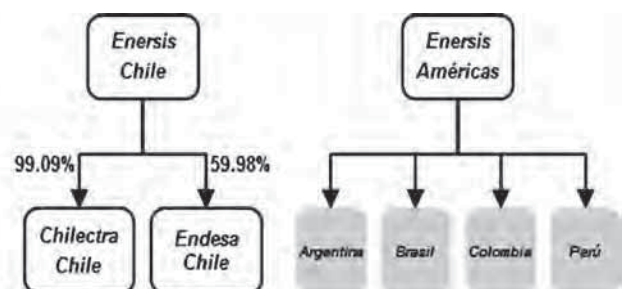 Enersis
Chile
Enersis
Américas
99.09%
59.98%
Chilectra
Chile
Endesa
Chile
Argentina
Brasil
Colombia
Perú